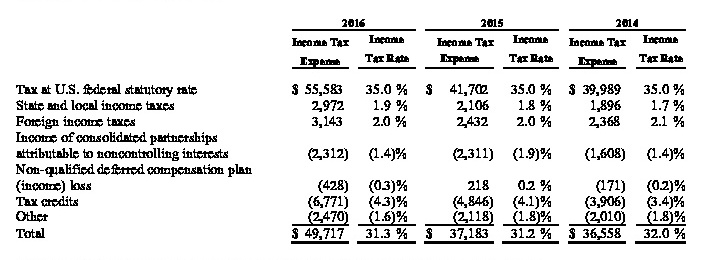 2016 2015 2014
Income Tax Income Income Tax Income Income Tax Income
Expense Tax Rate Expense Tax Rate Expense Tax Rate
Tax at U.S. federal statutory rate $ 55,583 35.0 % $ 41,702 35.0 % $ 39,989 35.0 %
State and local income taxes 2,972 1.9 % 2,106 1.8 % 1,896 1.7 %
Foreign income taxes 3,143 2.0 % 2,432 2.0 % 2,368 2.1 %
Income of consolidated partnerships
attributable to noncontrolling interests (2,312) (1.4)% (2,311) (1.9)% (1,608) (1.4)%
Non-qualified deferred compensation plan
(income) loss (428) (0.3)% 218 0.2 % (171) (0.2)%
Tax credits (6,771) (4.3)% (4,846) (4.1)% (3,906) (3.4)%
Other (2,470) (1.6)% (2,118) (1.8)% (2,010) (1.8)%
Total $ 49,717 31.3 % $ 37,183 31.2 % $ 36,558 32.0 %